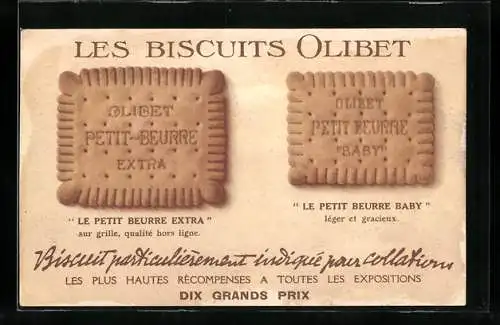 LES BISCUITS OLIBET
OLIBET
PETIT-BEURRE
EXTRA
OLIBET
PETIT BEURRE
"BABY"
"LE PETIT BEURRE EXTRA"
sur grille, qualité hors ligne.
"LE PETIT BEURRE BABY"
léger et gracieux.
Biscuit particulièrement indiqué pour collations
LES PLUS HAUTES RÉCOMPENSES A TOUTES LES EXPOSITIONS
DIX GRANDS PRIX